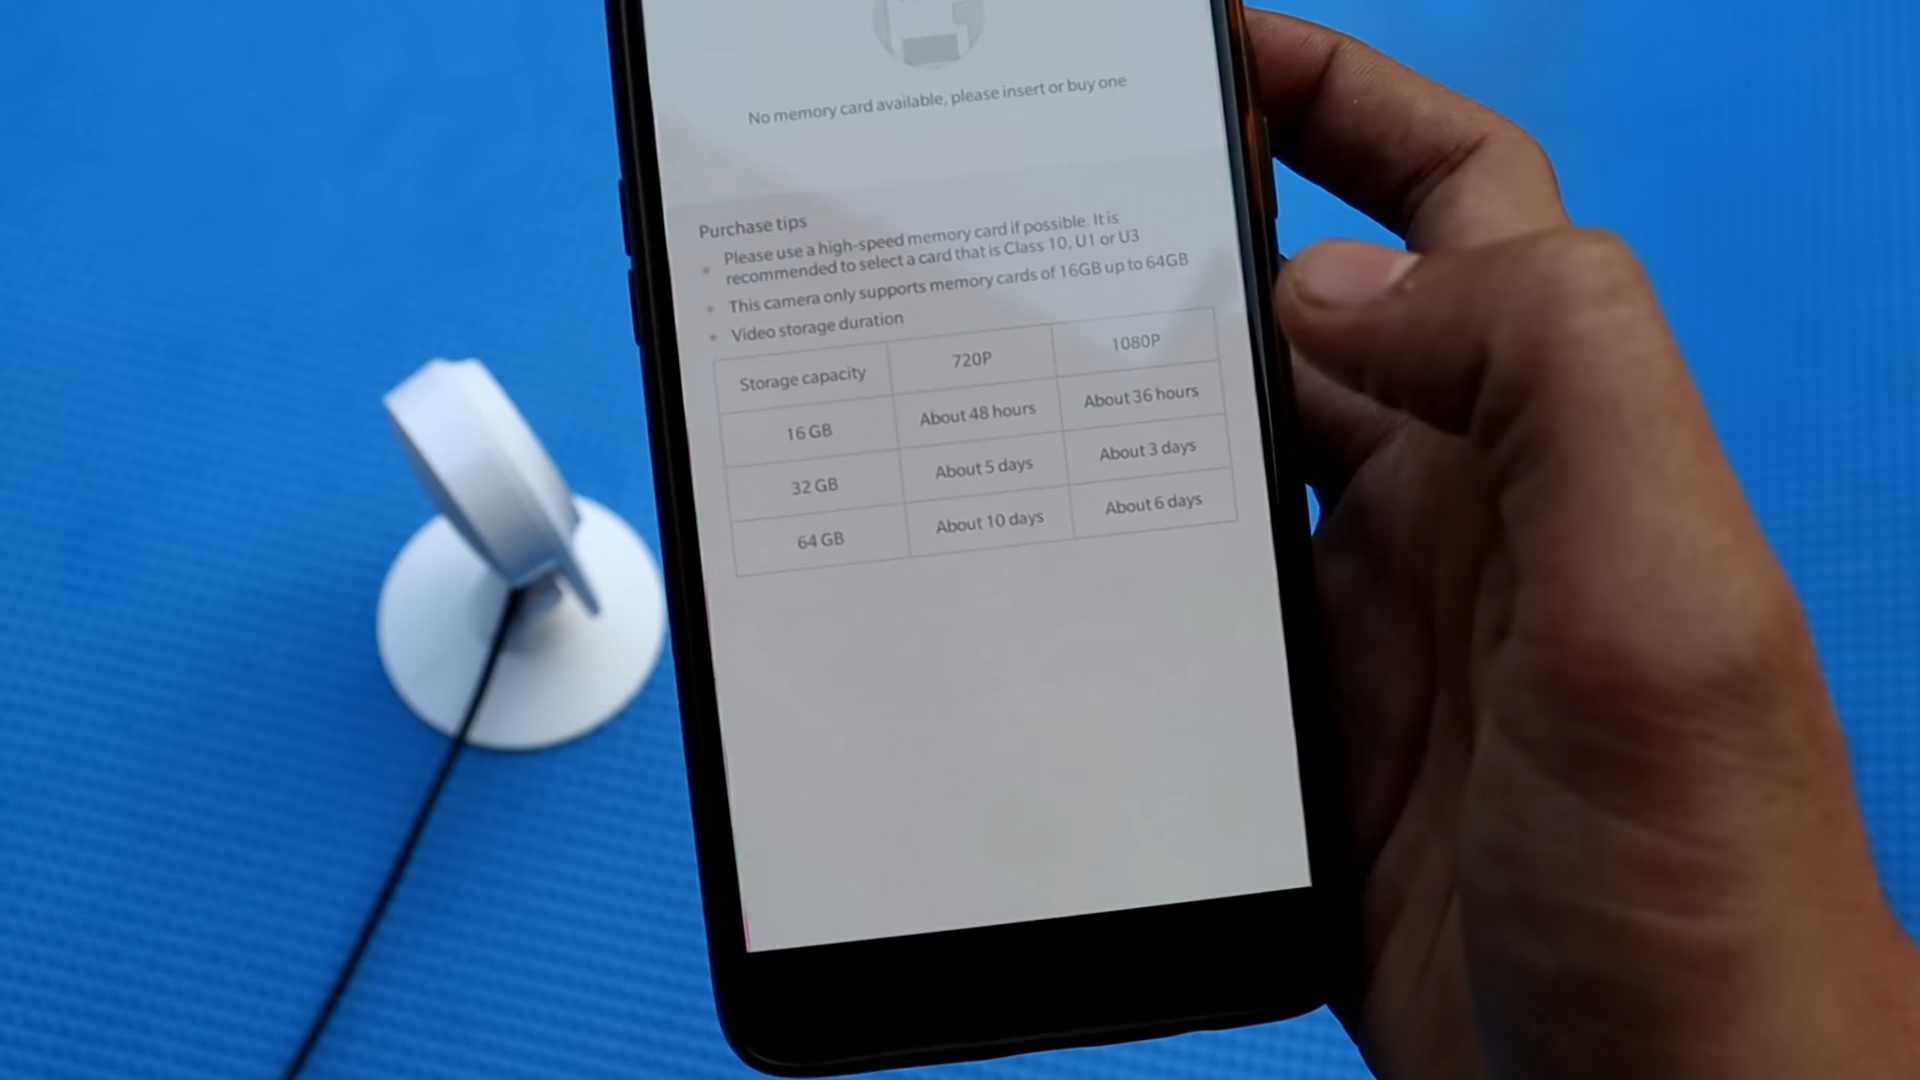 No memory card available, please insert or buy one
Purchase tips
Please use a high-speed memory card if possible. It is
recommended to select a card that is Class 10, U1 or U3
This camera only supports memory cards of 16GB up to 64GB
Video storage duration
Storage capacity 720P 1080P
16 GB About 48 hours About 36 hours
32 GB About 5 days About 3 days
64 GB About 10 days About 6 days